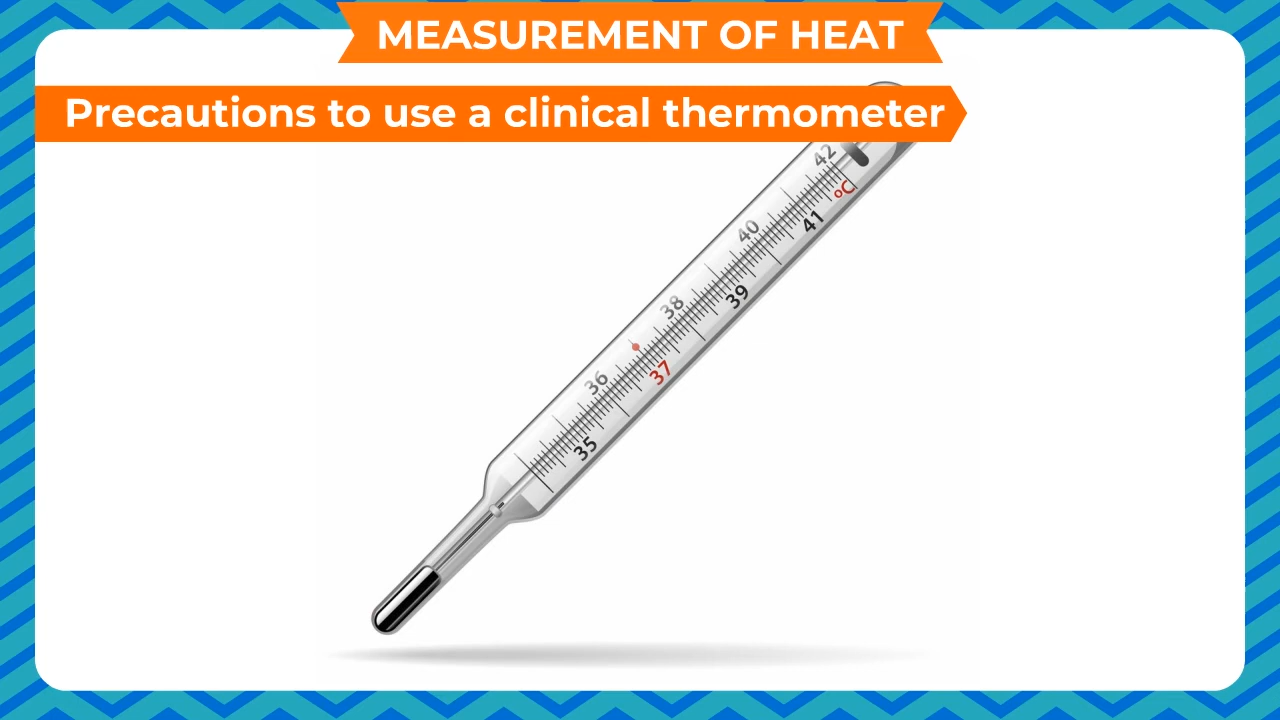 MEASUREMENT OF HEAT
Precautions to use a clinical thermometer
42
°C
41
40
39
38
37
36
35